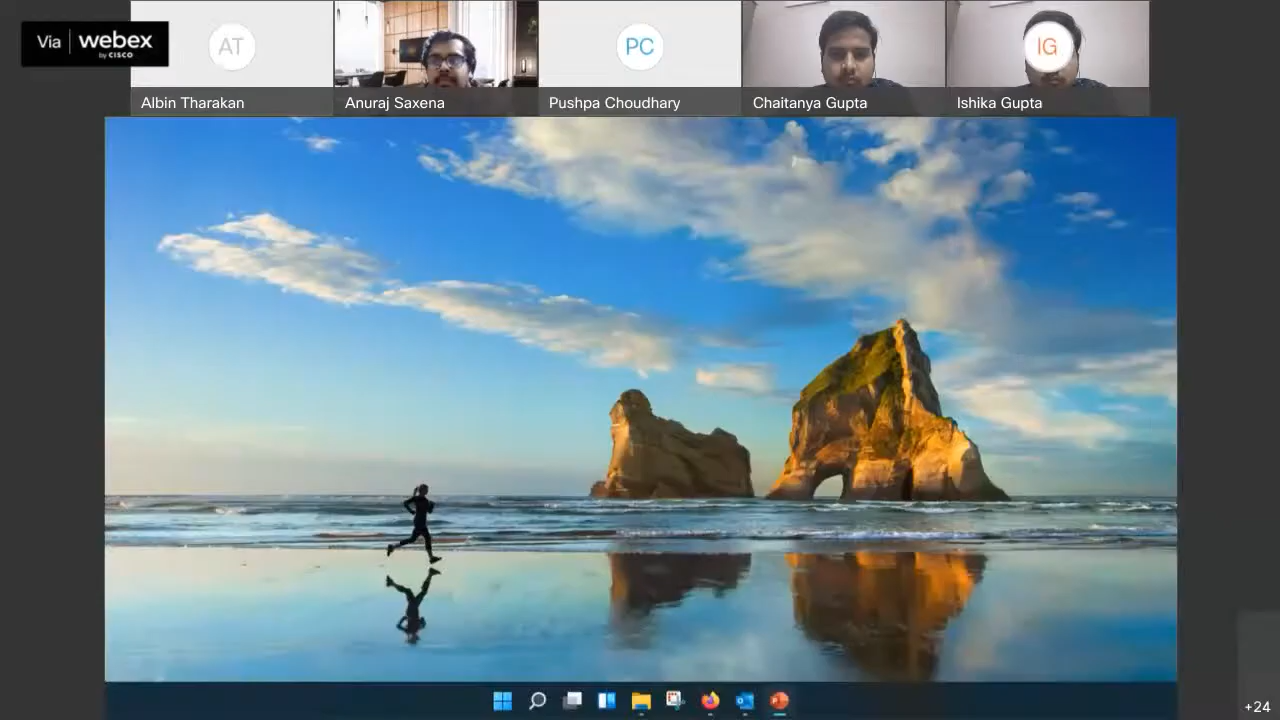 Via webex
by CISCO
AT
PC
IG
Albin Tharakan
Anuraj Saxena
Pushpa Choudhary
Chaitanya Gupta
Ishika Gupta
+24